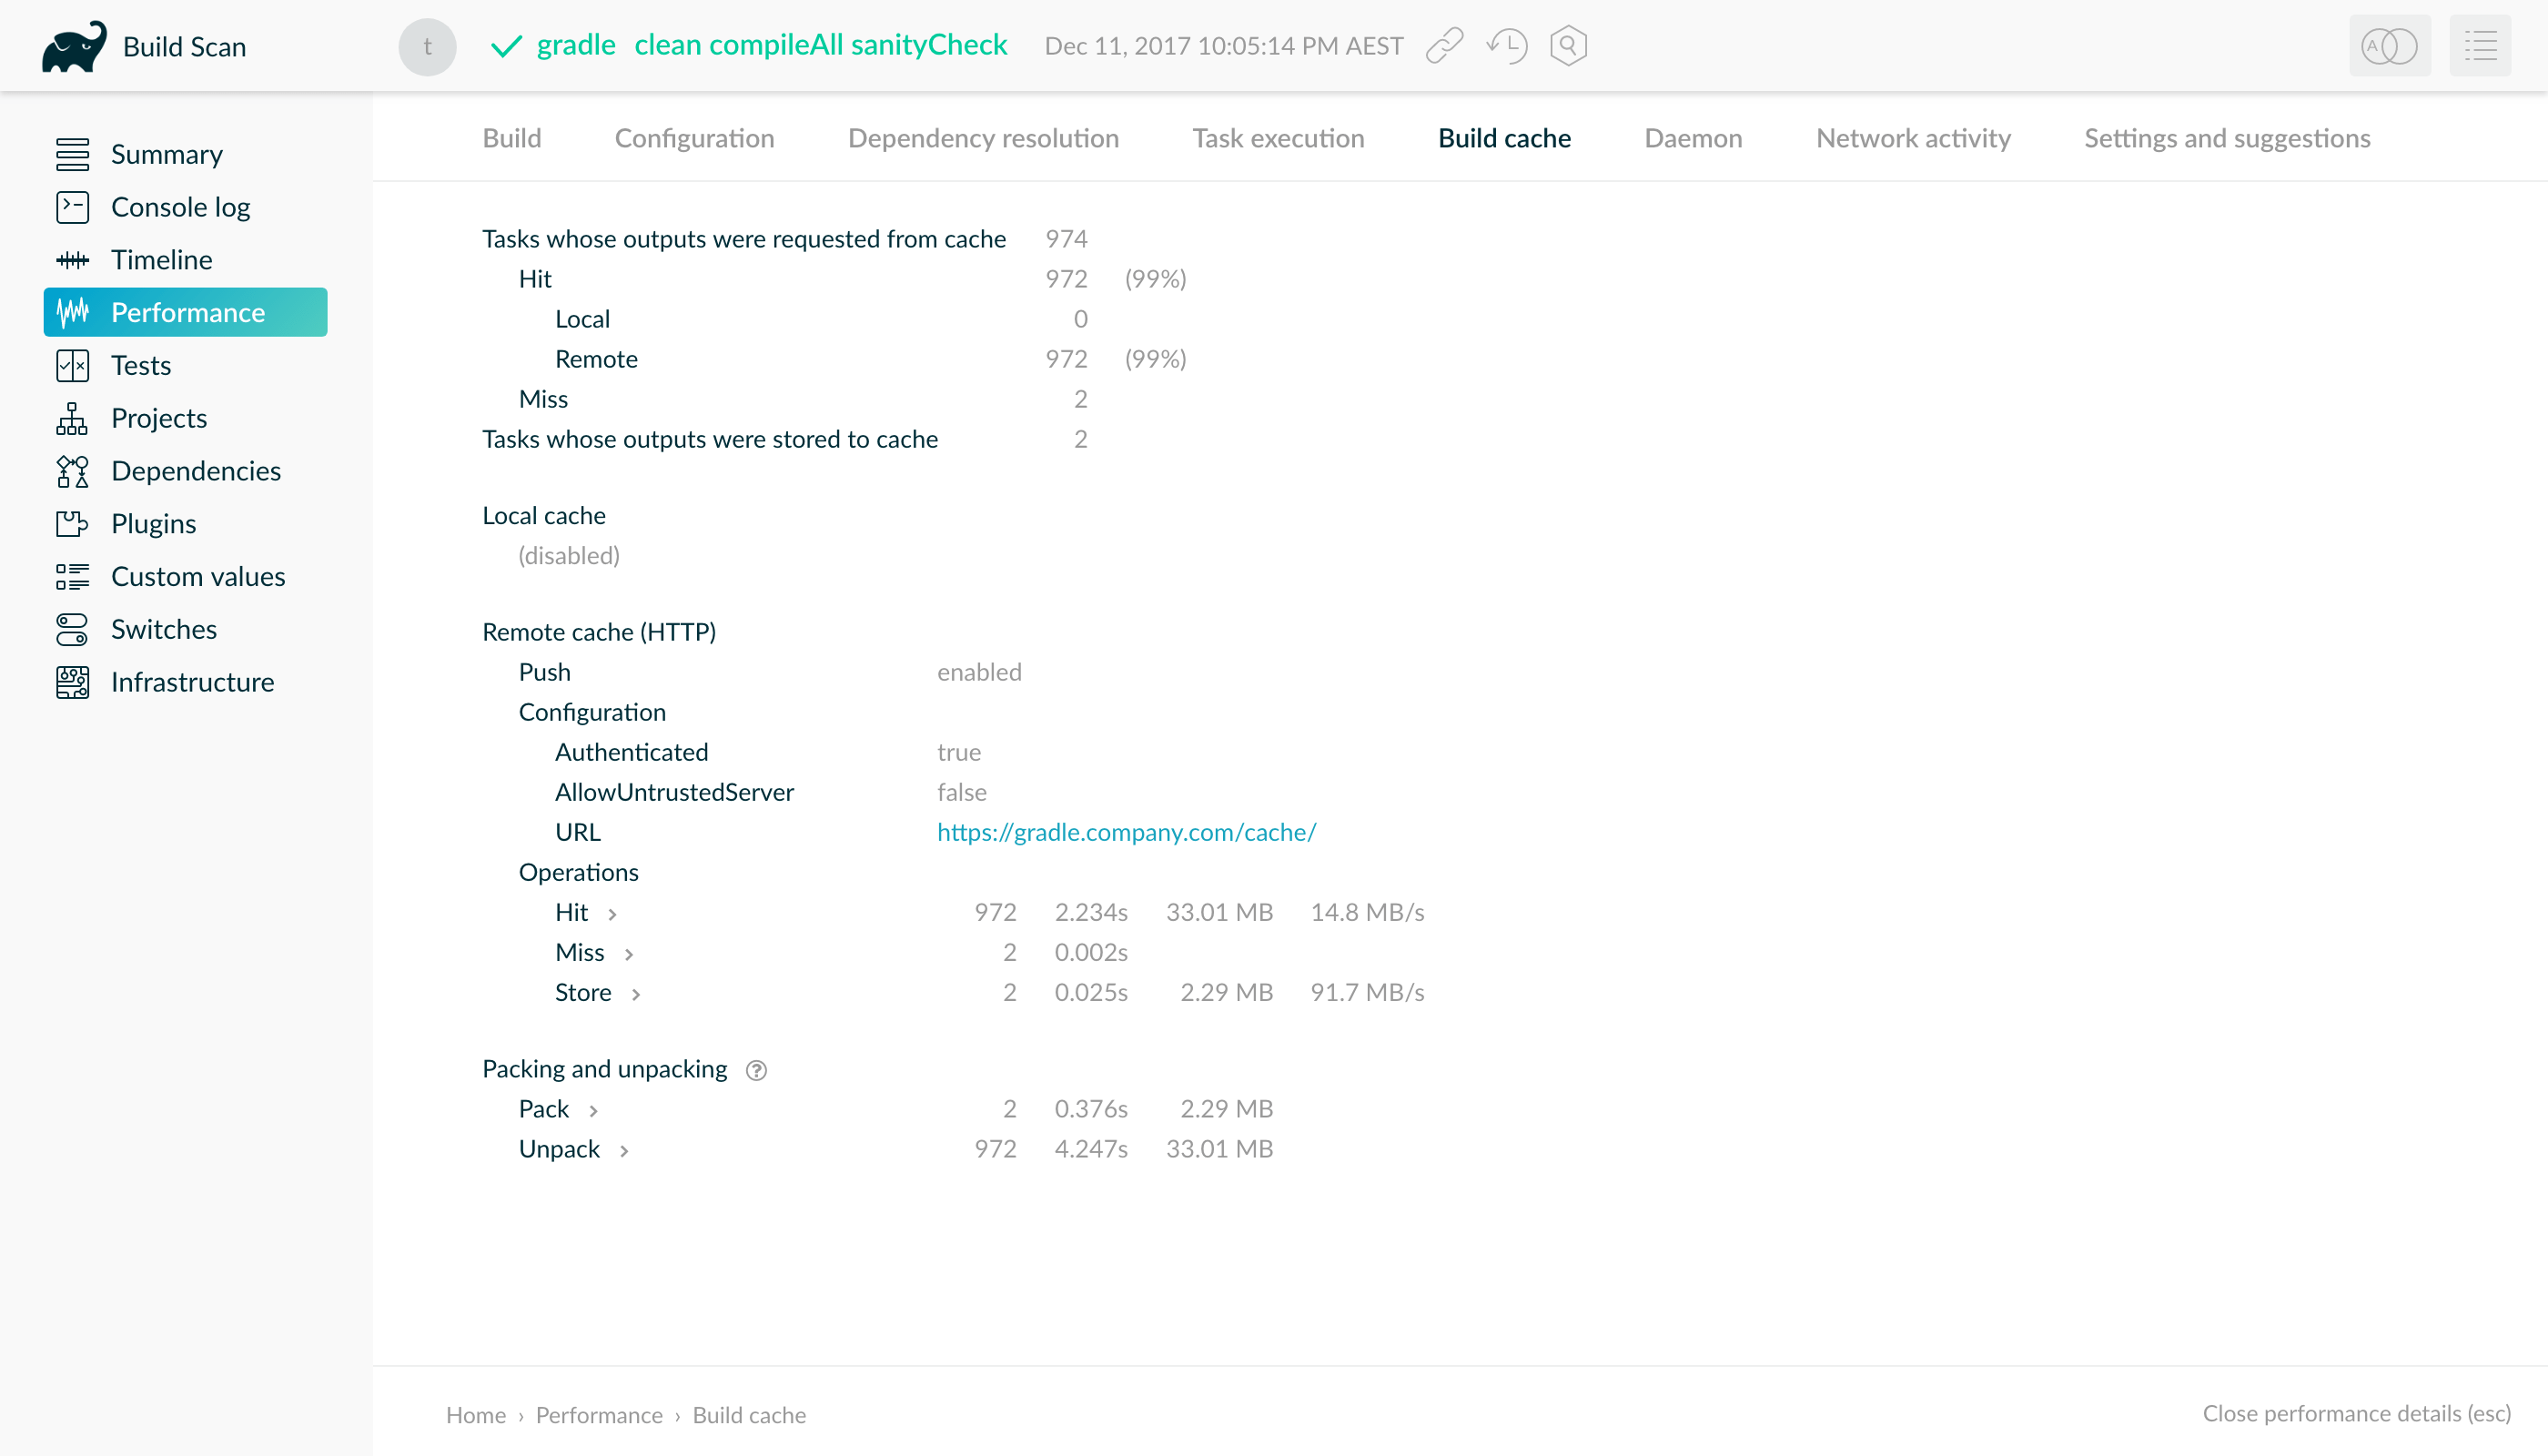 Build Scan
t gradle clean compileAll sanityCheck Dec 11, 2017 10:05:14 PM AEST
A
Summary
Console log
Timeline
Performance
Tests
Projects
Dependencies
Plugins
Custom values
Switches
Infrastructure
Build Configuration Dependency resolution Task execution Build cache Daemon Network activity Settings and suggestions
Tasks whose outputs were requested from cache 974
Hit 972 (99%)
Local 0
Remote 972 (99%)
Miss 2
Tasks whose outputs were stored to cache 2
Local cache
(disabled)
Remote cache (HTTP)
Push enabled
Configuration
Authenticated true
AllowUntrustedServer false
URL https://gradle.company.com/cache/
Operations
Hit › 972 2.234s 33.01 MB 14.8 MB/s
Miss › 2 0.002s
Store › 2 0.025s 2.29 MB 91.7 MB/s
Packing and unpacking ?
Pack › 2 0.376s 2.29 MB
Unpack › 972 4.247s 33.01 MB
Home › Performance › Build cache
Close performance details (esc)